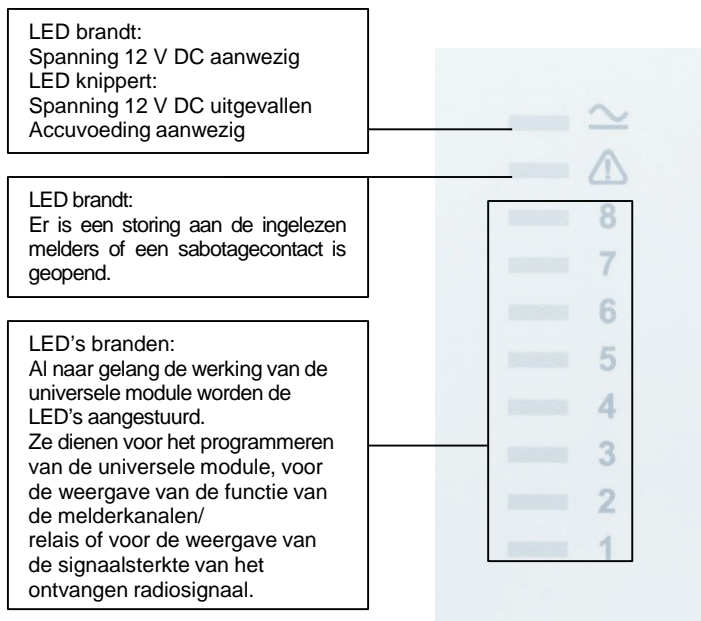 LED brandt:
Spanning 12 V DC aanwezig
LED knippert:
Spanning 12 V DC uitgevallen
Accuvoeding aanwezig
LED brandt:
Er is een storing aan de ingelezen
melders of een sabotagecontact is
geopend.
LED’s branden:
Al naar gelang de werking van de
universele module worden de
LED’s aangestuurd.
Ze dienen voor het programmeren
van de universele module, voor
de weergave van de functie van
de melderkanalen/
relais of voor de weergave van
de signaalsterkte van het
ontvangen radiosignaal.
8
7
6
5
4
3
2
1